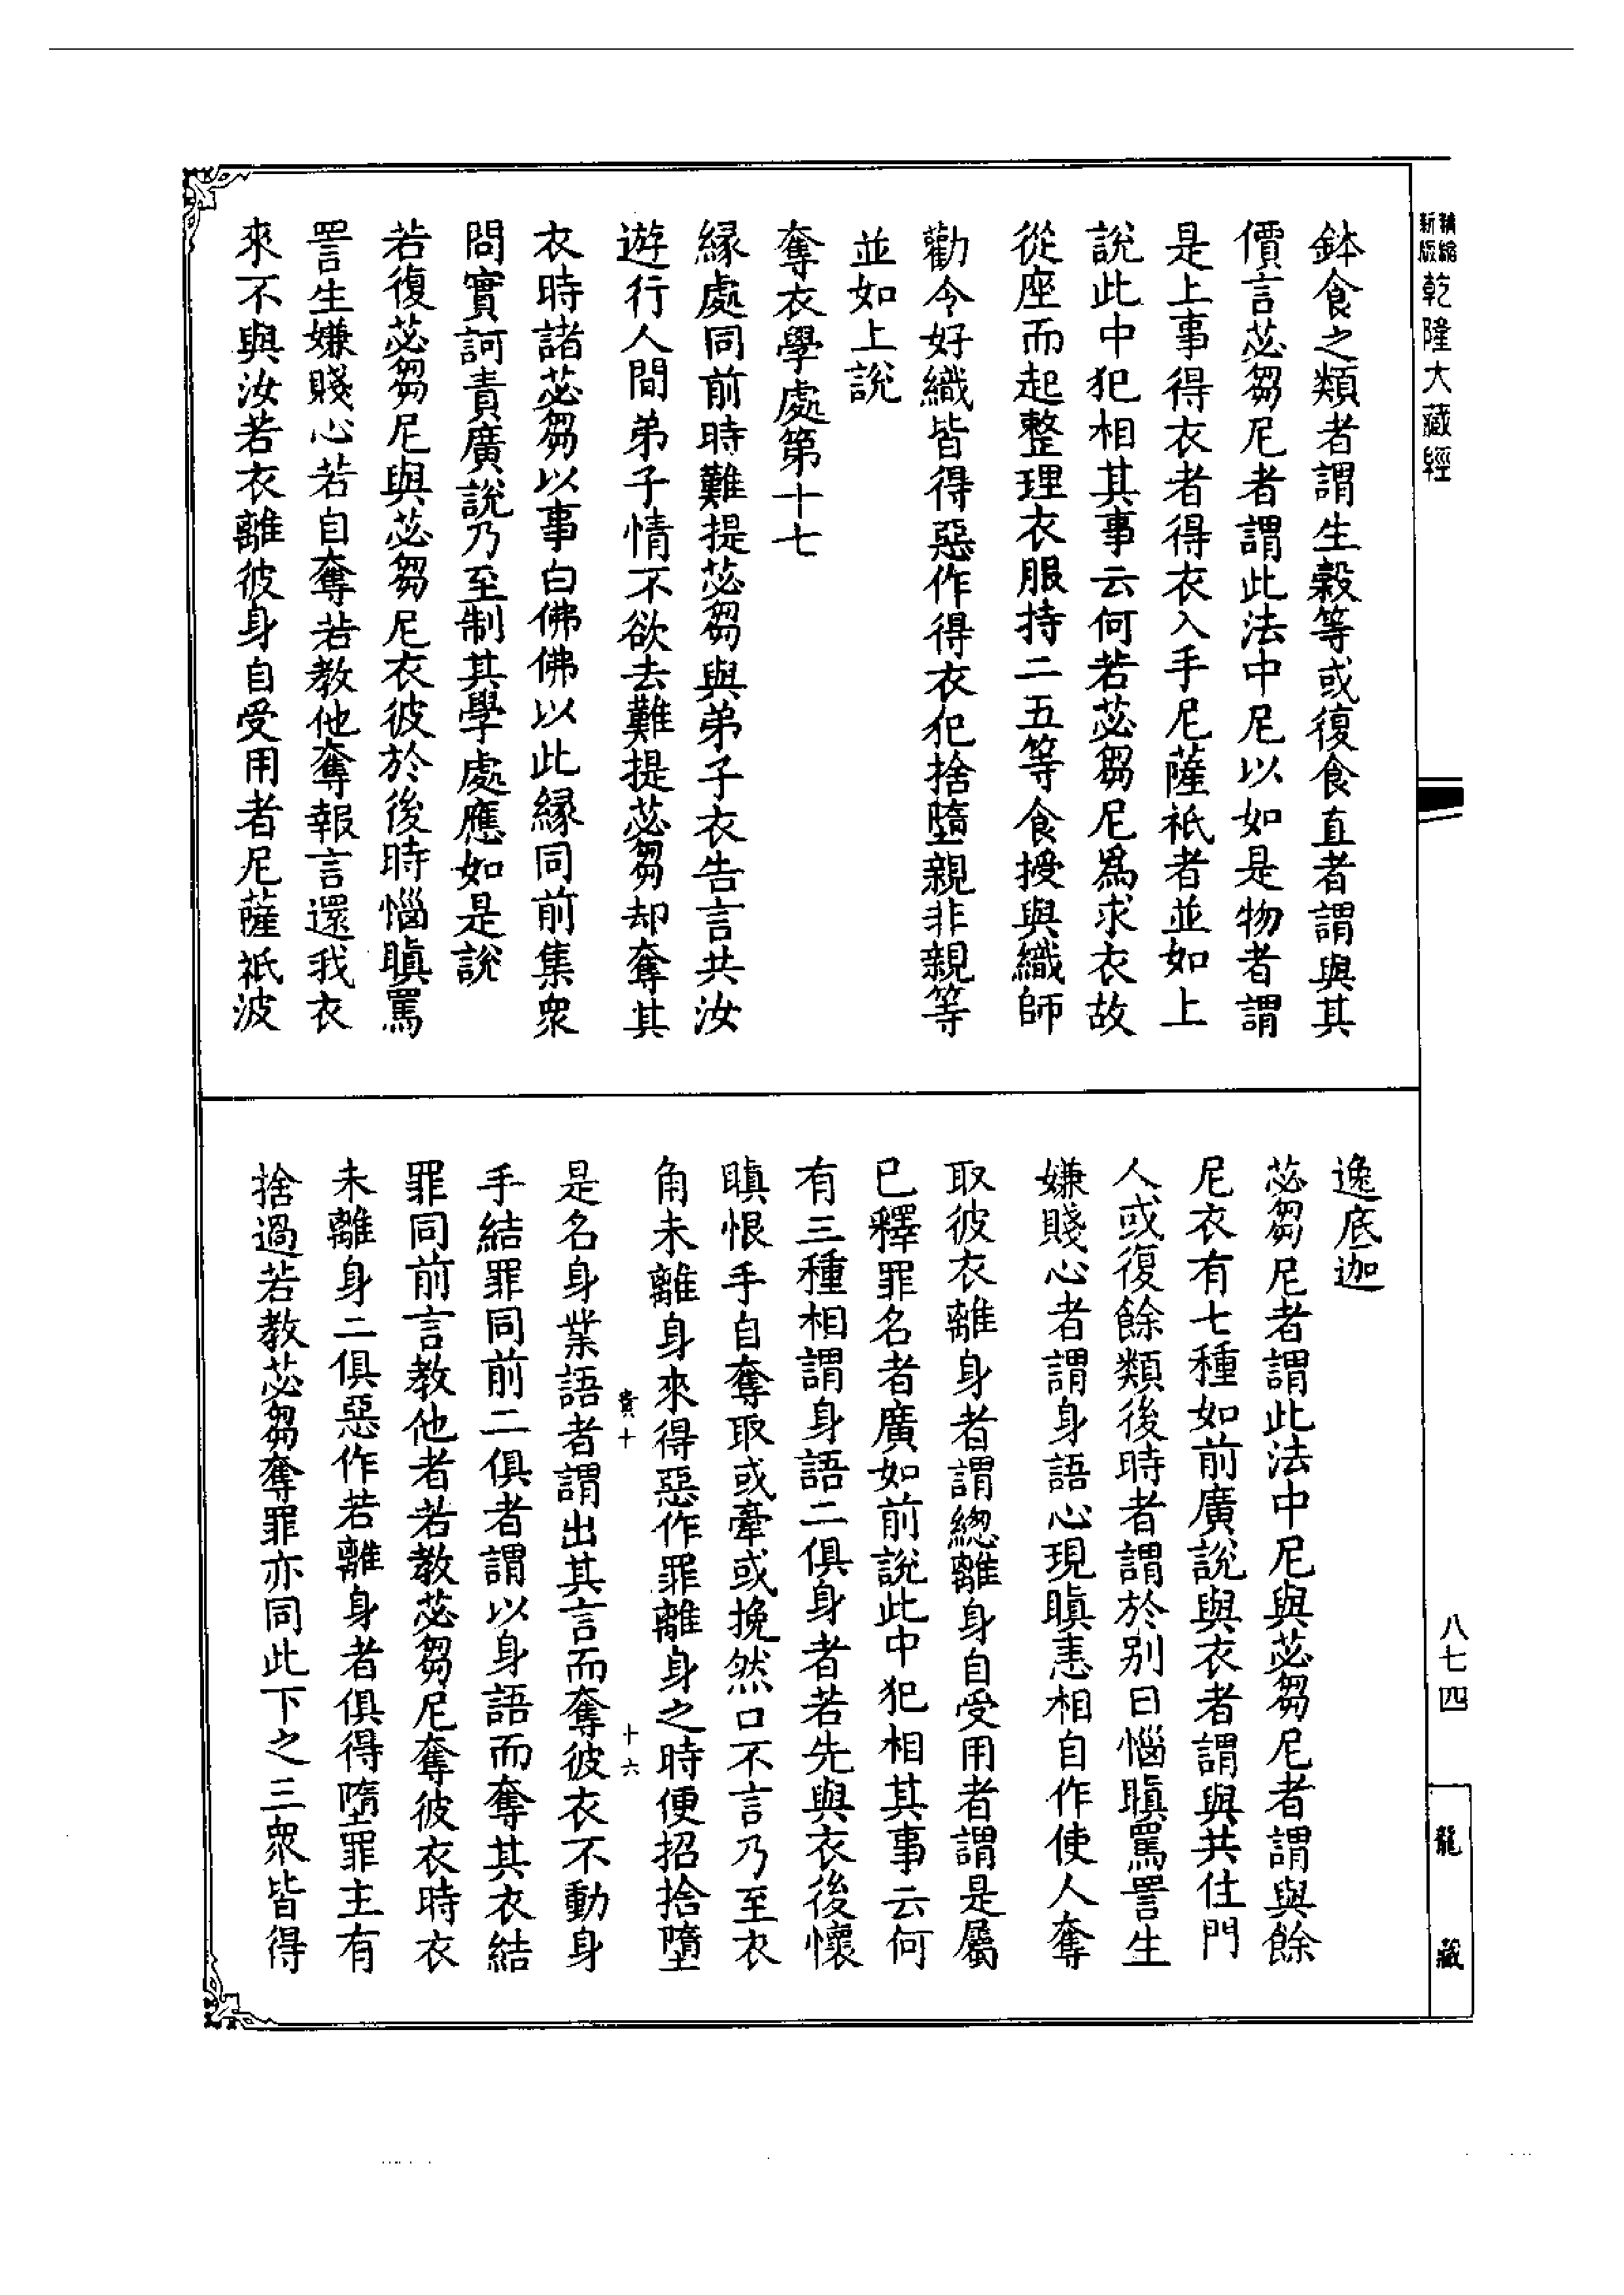 精縮
新版
乾隆大藏經
鉢食之類者謂生穀等或復食直者謂與其
價言苾芻尼者謂此法中尼以如是物者謂
是上事得衣者得衣入手尼薩祇者並如上
說此中犯相其事云何若苾芻尼爲求衣故
從座而起整理衣服持二五等食授與織師
勸令好織皆得惡作得衣犯捨墮親非親等
並如上說
奪衣學處第十七
緣處同前時難提苾芻與弟子衣告言共汝
遊行人間弟子情不欲去難提苾芻却奪其
衣時諸苾芻以事白佛佛以此緣同前集衆
問實訶責廣說乃至制其學處應如是說
若復苾芻尼與苾芻尼衣彼於後時惱瞋罵
詈生嫌賤心若自奪若教他奪報言還我衣
來不與汝若衣離彼身自受用者尼薩祇波
逸底迦
苾芻尼者謂此法中尼與苾芻尼者謂與餘
尼衣有七種如前廣說與衣者謂與共住門
人或復餘類後時者謂於別日惱瞋罵詈生
嫌賤心者謂身語心現瞋恚相自作使人奪
取彼衣離身者謂總離身自受用者謂是屬
已釋罪名者廣如前說此中犯相其事云何
有三種相謂身語二俱身者若先與衣後懷
瞋恨手自奪取或牽或挽然口不言乃至衣
角未離身來得惡作罪離身之時便招捨墮
賁十 十六
是名身業語者謂出其言而奪彼衣不動身
手結罪同前二俱者謂以身語而奪其衣結
罪同前言教他者若教苾芻尼奪彼衣時衣
未離身二俱惡作若離身者俱得墮罪主有
捨過若教苾芻奪罪亦同此下之三衆皆得
八七四
龍藏